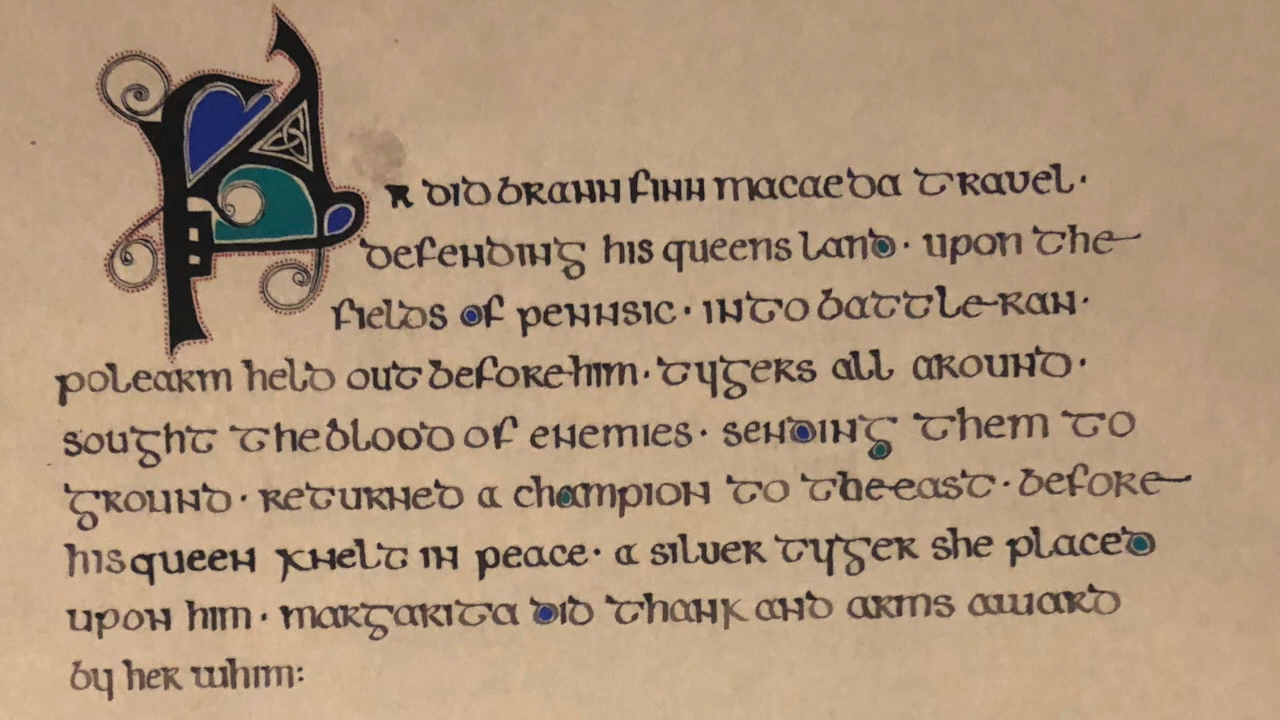 Far did brann finn macaeda travel·
defending his queens land· upon the
fields of pennsic· into battle ran·
polearm held out before him· tygers all around·
sought the blood of enemies· sending them to
ground· returned a champion to the east· before
his queen knelt in peace· a silver tyger she placed
upon him· margarita did thank and arms award
by her whim: